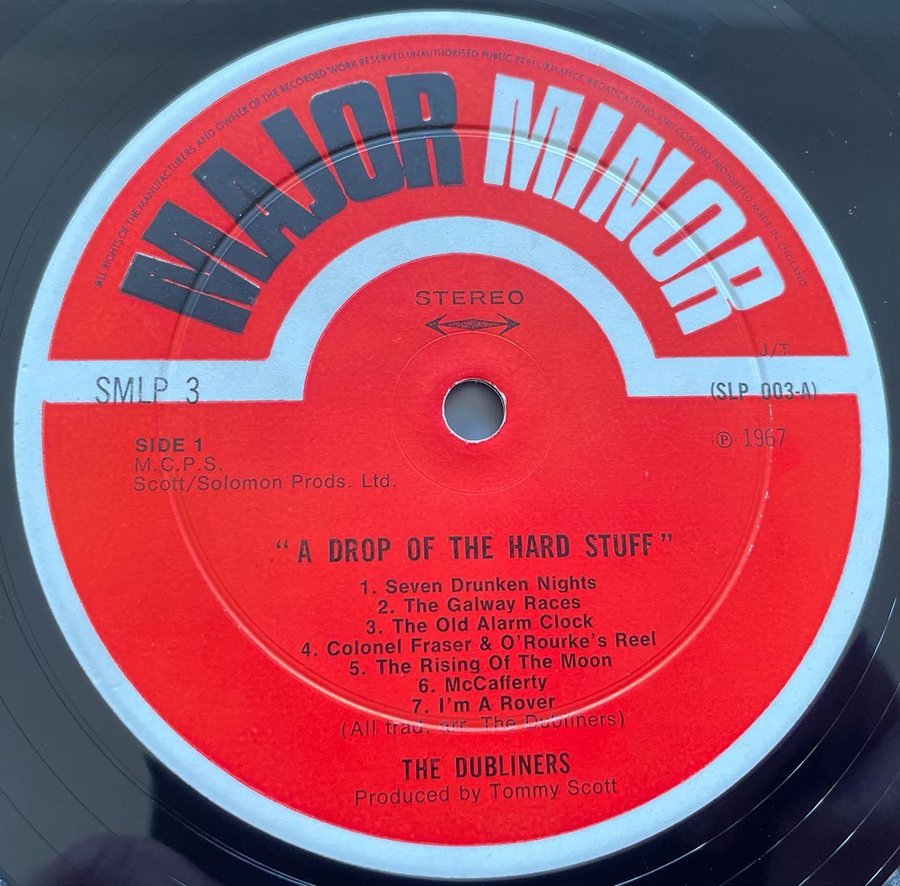 ALL RIGHTS OF THE MANUFACTURERS AND OWNER OF THE RECORDED WORK RESERVED. UNAUTHORISED PUBLIC PERFORMANCE, BROADCASTING AND COPYING PROHIBITED. MADE IN ENGLAND
MAJOR MINOR
STEREO
J/T
SMLP 3
(SLP 003-A)
SIDE 1
℗ 1967
M.C.P.S.
Scott/Solomon Prods. Ltd.
"A DROP OF THE HARD STUFF"
1. Seven Drunken Nights
2. The Galway Races
3. The Old Alarm Clock
4. Colonel Fraser & O'Rourke's Reel
5. The Rising Of The Moon
6. McCafferty
7. I'm A Rover
(All trad. arr. The Dubliners)
THE DUBLINERS
Produced by Tommy Scott